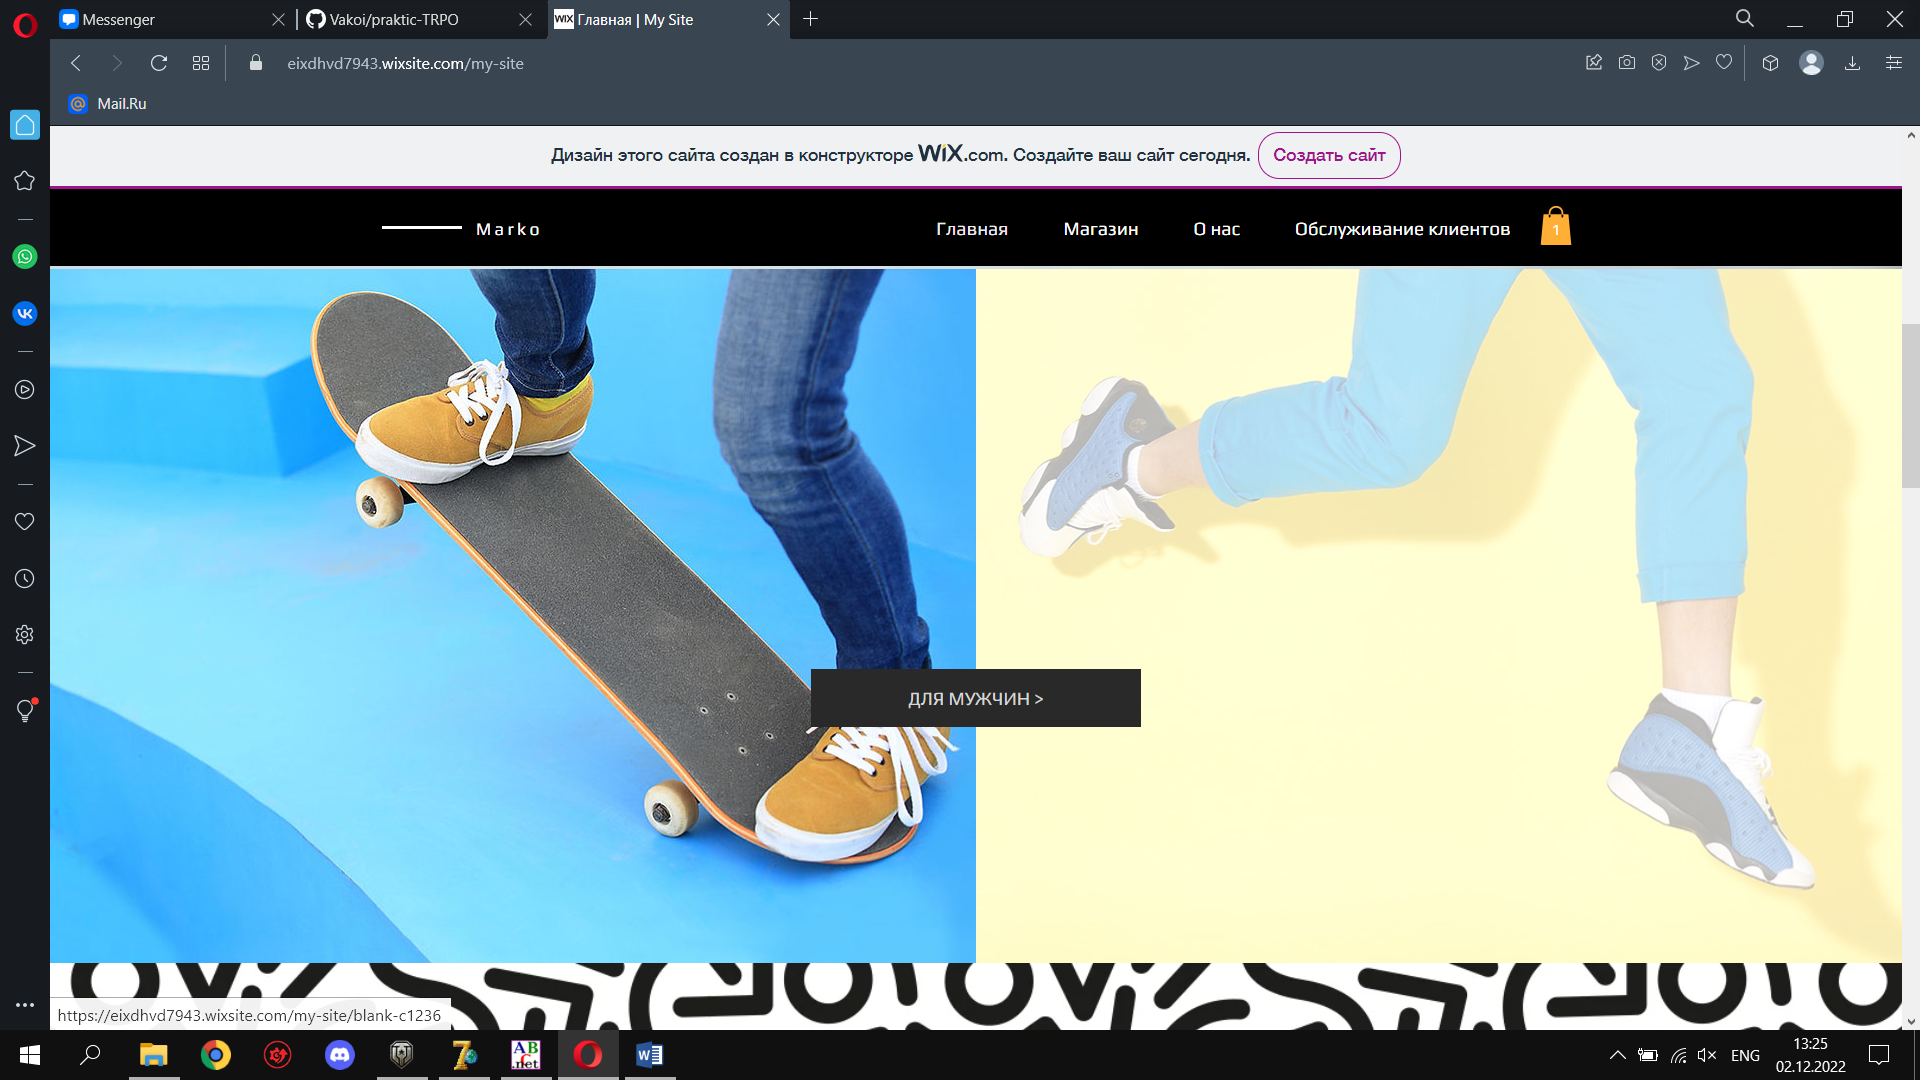 Messenger
Vakoi/praktic-TRPO
WiX Главная | My Site
eixdhvd7943.wixsite.com/my-site
Mail.Ru
Дизайн этого сайта создан в конструкторе WiX.com. Создайте ваш сайт сегодня. Создать сайт
Marko
Главная
Магазин
О нас
Обслуживание клиентов
1
ДЛЯ МУЖЧИН >
https://eixdhvd7943.wixsite.com/my-site/blank-c1236
ENG
13:25
02.12.2022